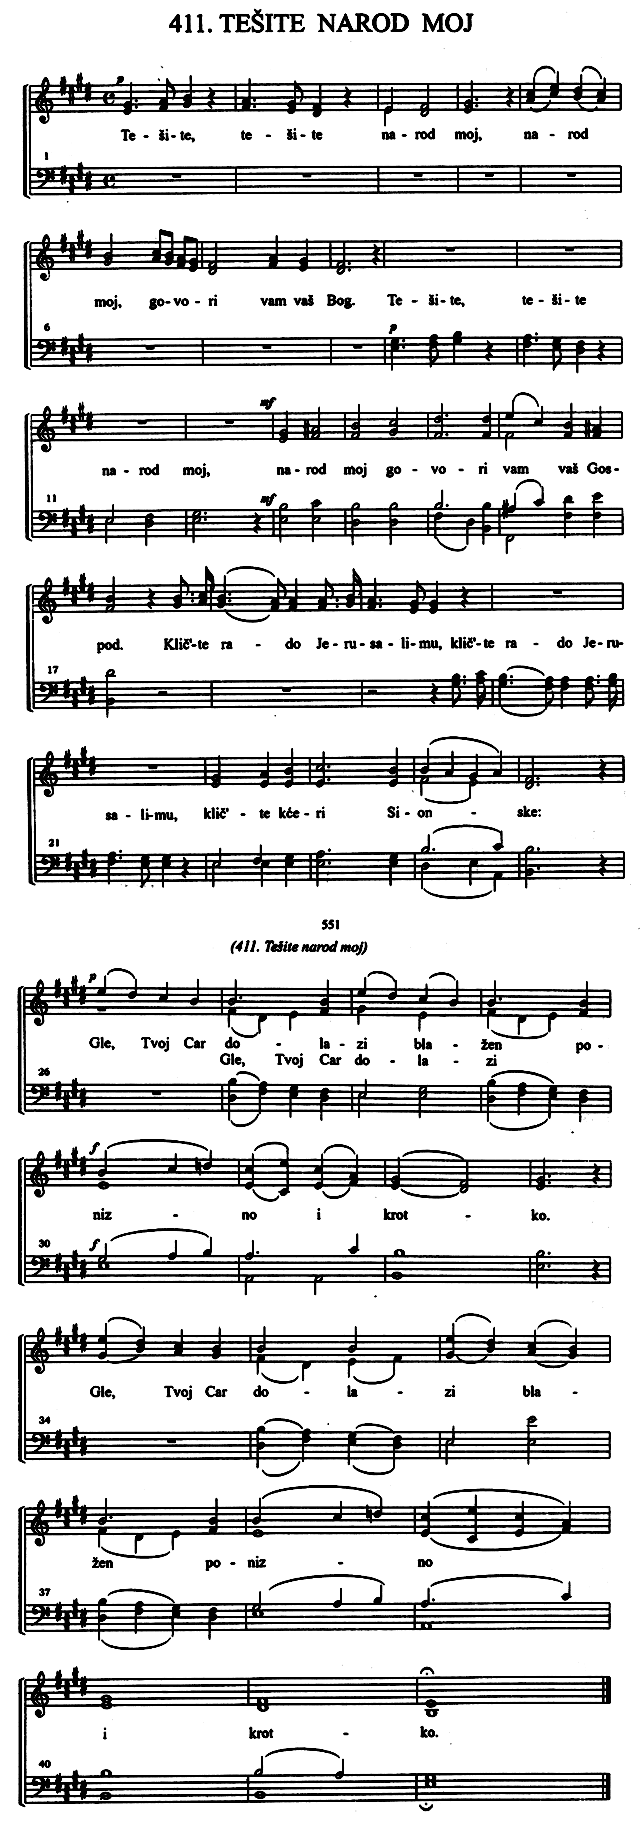 411. TEŠITE NAROD MOJ
p
Te - ši - te, te - ši - te na - rod moj, na - rod
1
moj, go - vo - ri vam vaš Bog. Te - ši - te, te - ši - te
6
p
mf
na - rod moj, na - rod moj go - vo - ri vam vaš Gos-
11
mf
pod. Klič'-te ra - do Je - ru - sa - li - mu, klič'-te ra - do Je - ru-
17
sa - li - mu, klič' - te kće - ri Si - on - ske:
21
551
(411. Tešite narod moj)
p
Gle, Tvoj Car do - la - zi bla - žen po -
Gle, Tvoj Car do - la - zi
26
f
niz - no i krot - ko.
30
f
Gle, Tvoj Car do - la - zi bla -
34
žen po - niz - no
37
i krot - ko.
40